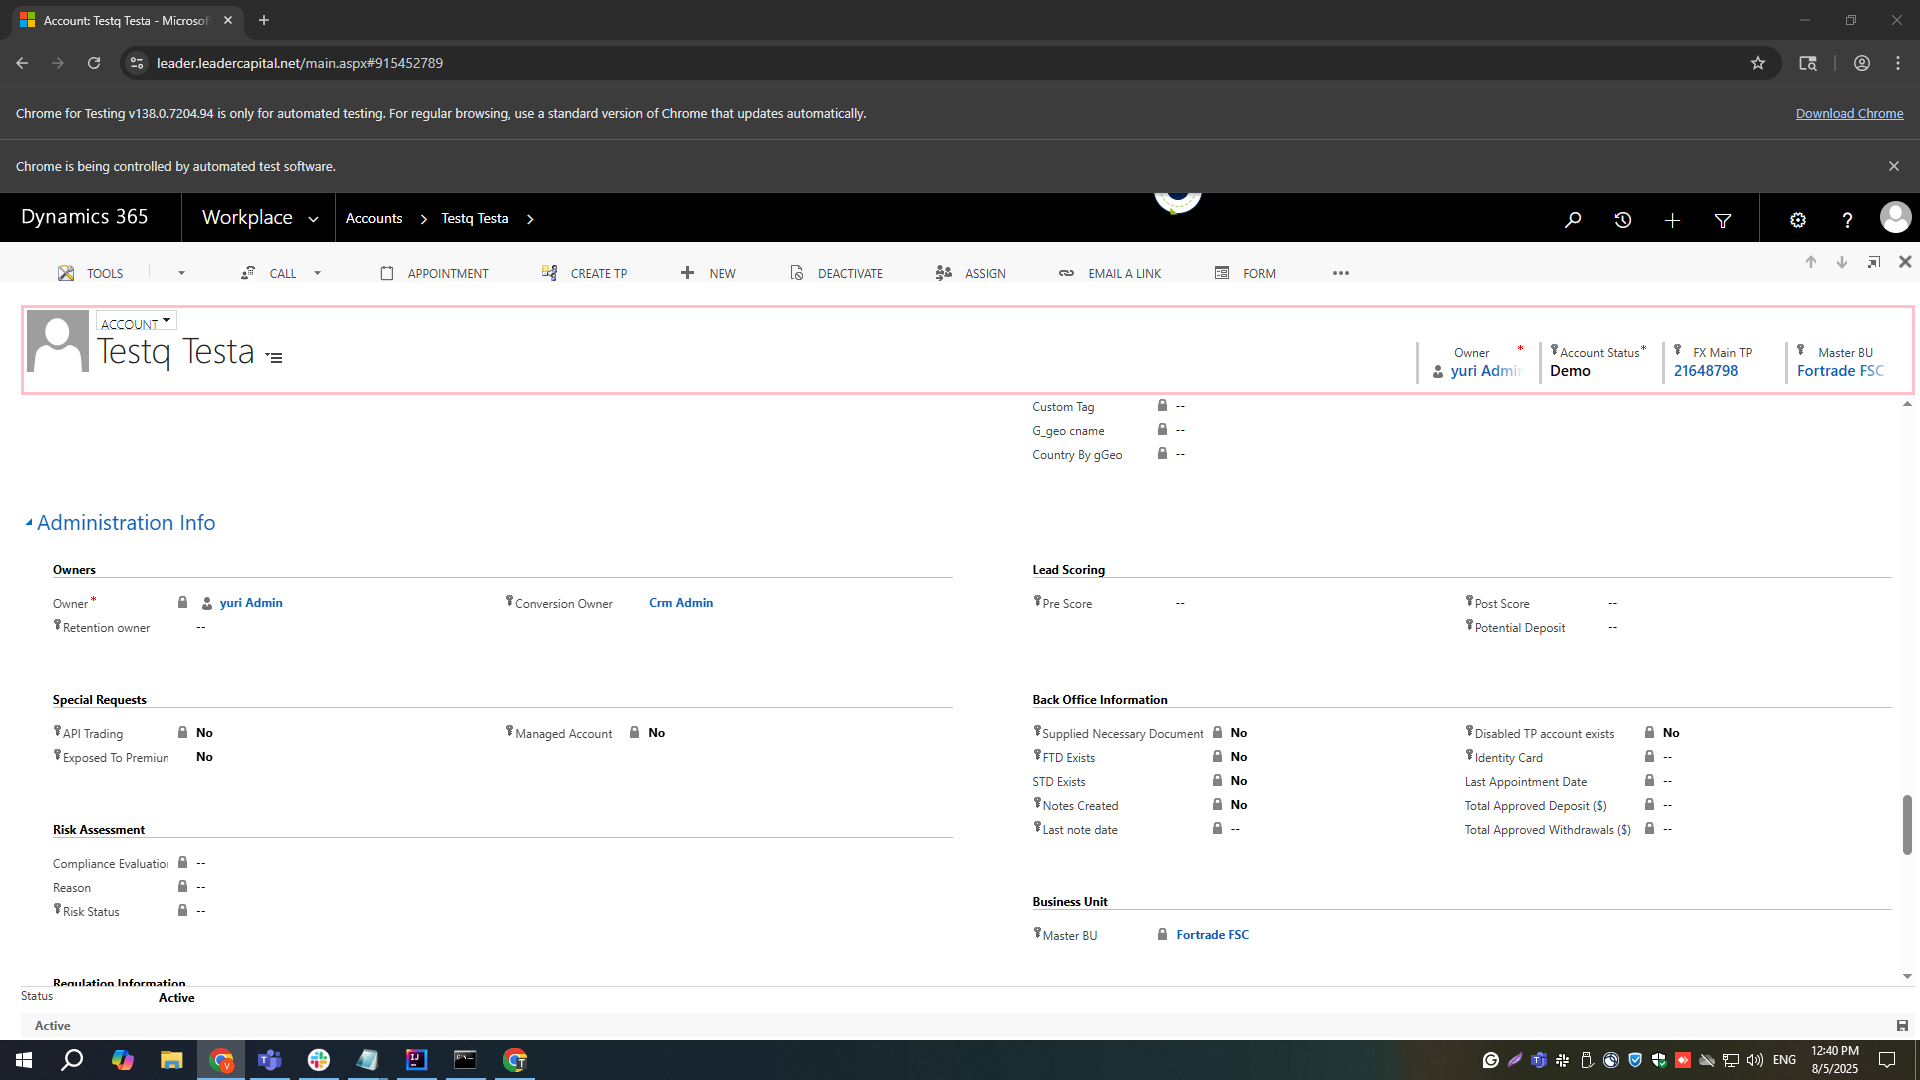 Account: Testq Testa - Microsof
leader.leadercapital.net/main.aspx#915452789
Chrome for Testing v138.0.7204.94 is only for automated testing. For regular browsing, use a standard version of Chrome that updates automatically.
Download Chrome
Chrome is being controlled by automated test software.
Dynamics 365
Workplace
Accounts
Testq Testa
TOOLS
CALL
APPOINTMENT
CREATE TP
NEW
DEACTIVATE
ASSIGN
EMAIL A LINK
FORM
ACCOUNT
Testq Testa
Owner *
yuri Admin
Account Status *
Demo
FX Main TP
21648798
Master BU
Fortrade FSC
Custom Tag --
G_geo cname --
Country By gGeo --
Administration Info
Owners
Owner * yuri Admin
Conversion Owner Crm Admin
Retention owner --
Lead Scoring
Pre Score --
Post Score --
Potential Deposit --
Special Requests
API Trading No
Managed Account No
Exposed To Premiun No
Back Office Information
Supplied Necessary Document No
Disabled TP account exists No
FTD Exists No
Identity Card --
STD Exists No
Last Appointment Date --
Notes Created No
Total Approved Deposit ($) --
Last note date --
Total Approved Withdrawals ($) --
Risk Assessment
Compliance Evaluatio --
Reason --
Risk Status --
Business Unit
Master BU Fortrade FSC
Regulation Information
Status Active
Active
ENG
12:40 PM
8/5/2025